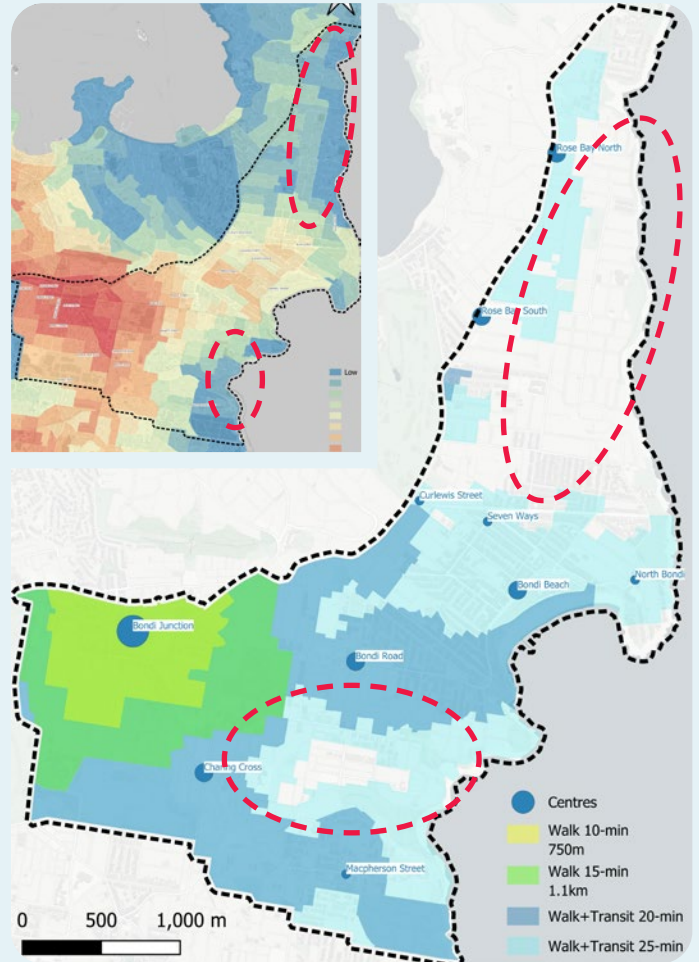 Low
Rose Bay North
Rose Bay South
Curlewis Street
Seven Ways
North Bondi
Bondi Beach
Bondi Junction
Bondi Road
Charing Cross
Macpherson Street
Centres
Walk 10-min
750m
Walk 15-min
1.1km
Walk+Transit 20-min
Walk+Transit 25-min
0 500 1,000 m